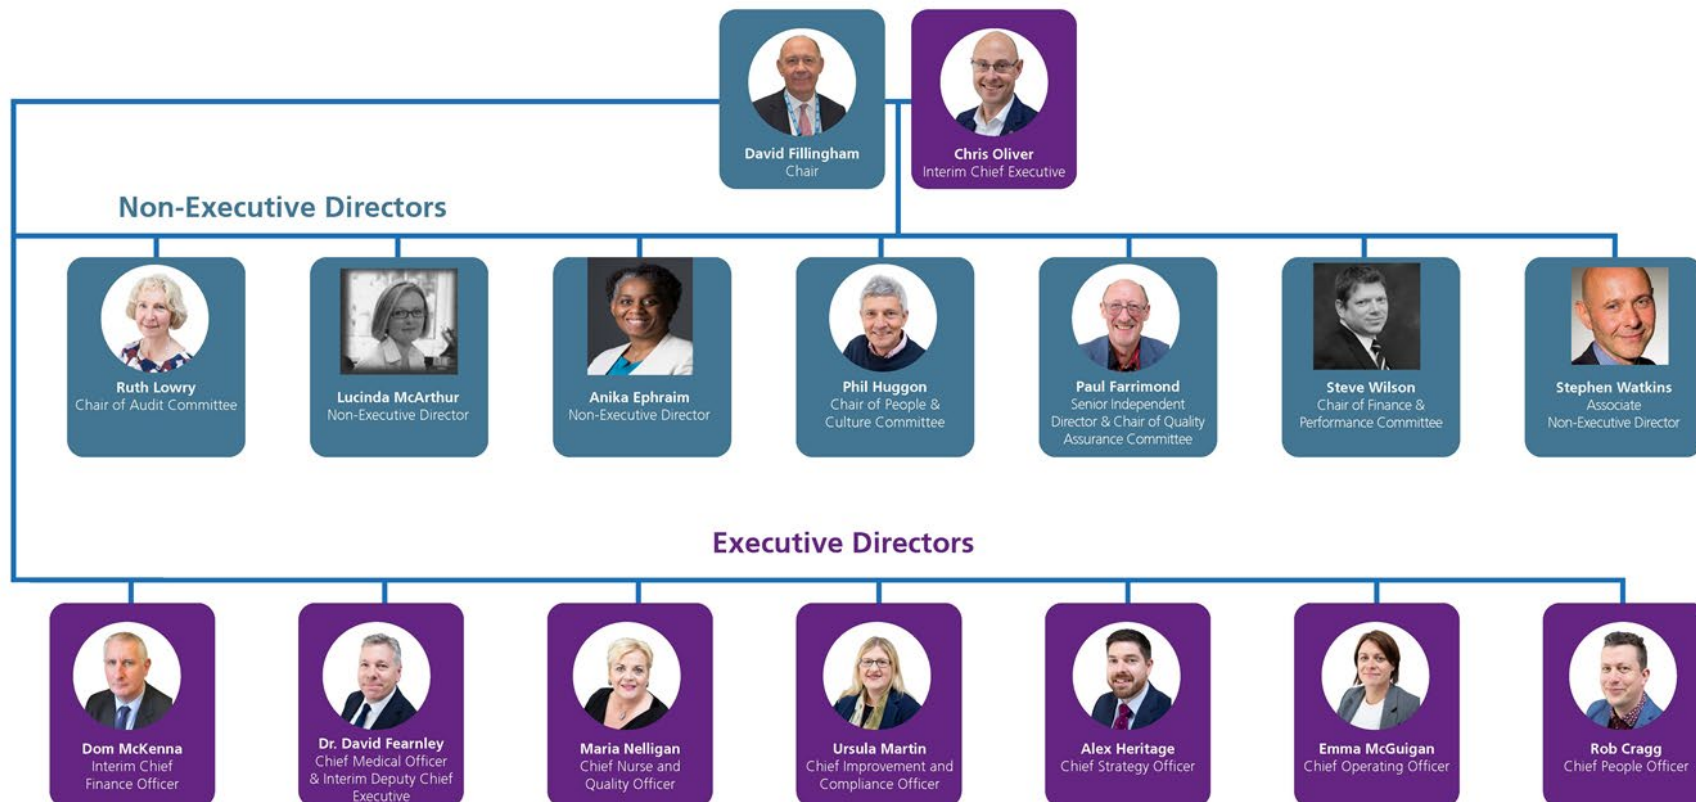 David Fillingham
Chair
Chris Oliver
Interim Chief Executive
Non-Executive Directors
Ruth Lowry
Chair of Audit Committee
Lucinda McArthur
Non-Executive Director
Anika Ephraim
Non-Executive Director
Phil Huggon
Chair of People &
Culture Committee
Paul Farrimond
Senior Independent
Director & Chair of Quality
Assurance Committee
Steve Wilson
Chair of Finance &
Performance Committee
Stephen Watkins
Associate
Non-Executive Director
Executive Directors
Dom McKenna
Interim Chief
Finance Officer
Dr. David Fearnley
Chief Medical Officer
& Interim Deputy Chief
Executive
Maria Nelligan
Chief Nurse and
Quality Officer
Ursula Martin
Chief Improvement and
Compliance Officer
Alex Heritage
Chief Strategy Officer
Emma McGuigan
Chief Operating Officer
Rob Cragg
Chief People Officer